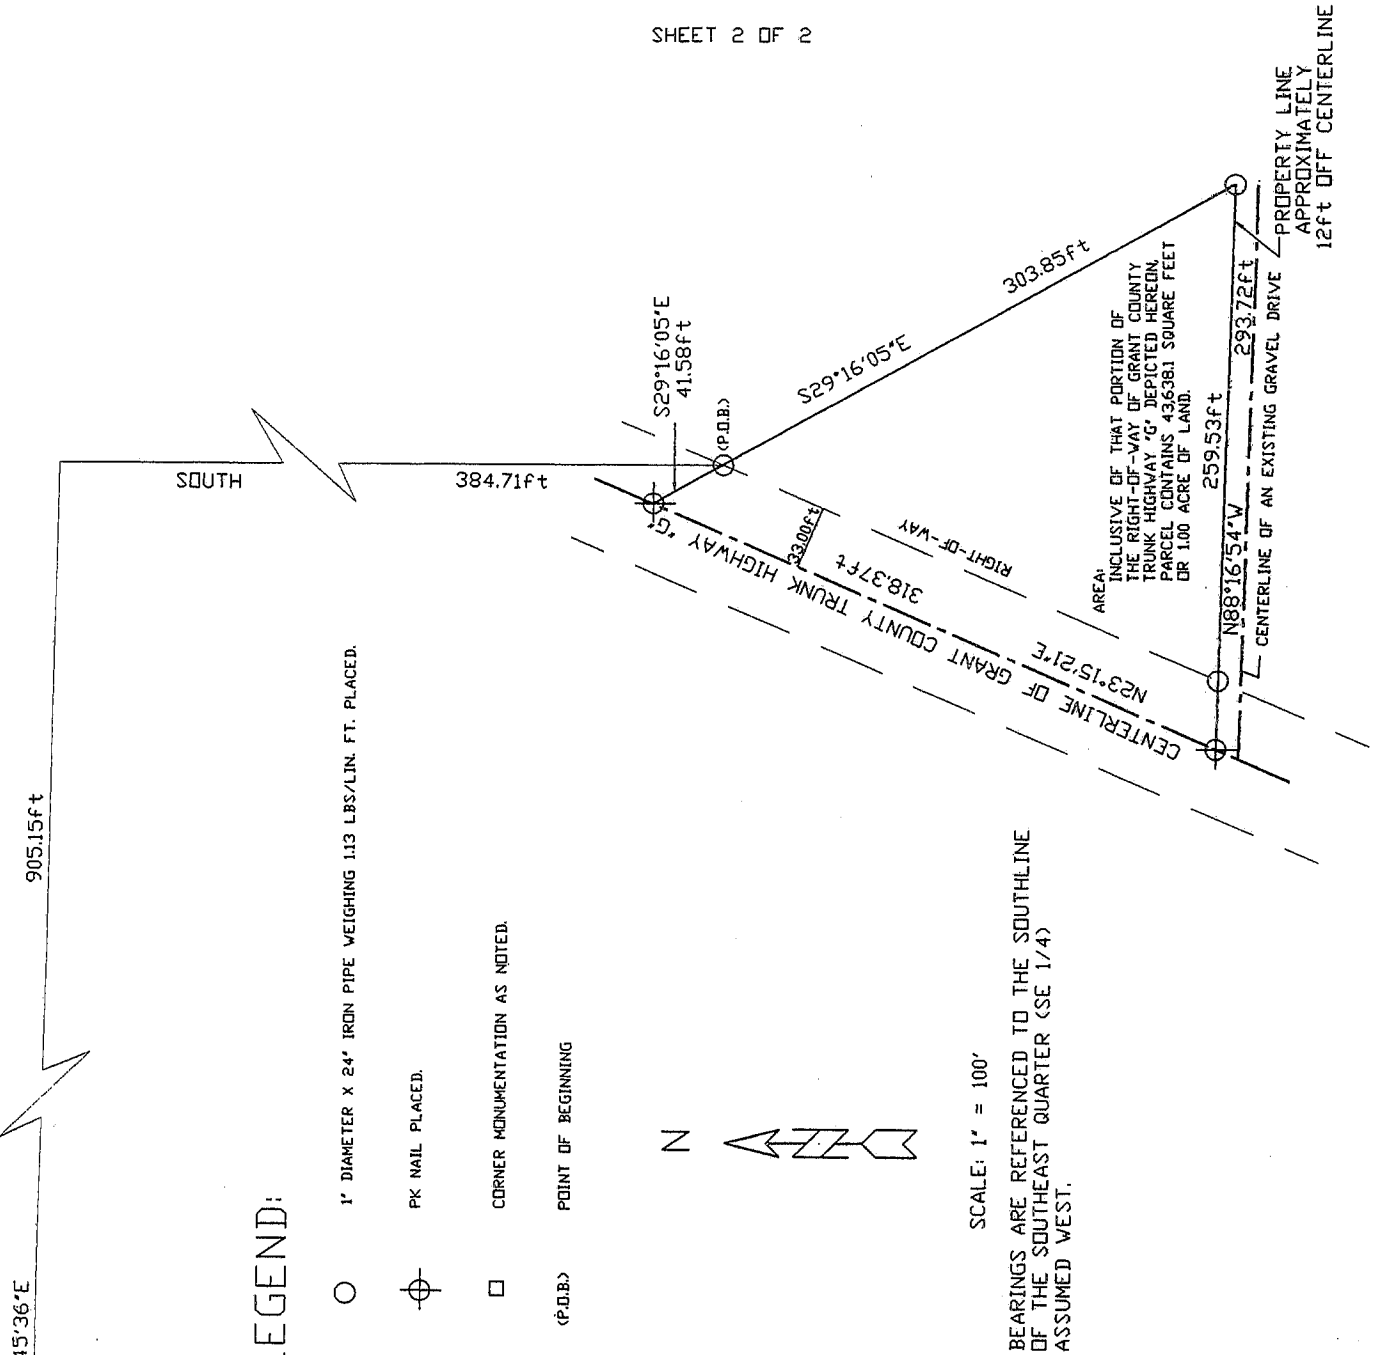 SHEET 2 OF 2
905.15ft
45'36"E
SOUTH
384.71ft
S29°16'05"E
41.58ft
(P.O.B.)
S29°16'05"E
303.85ft
PROPERTY LINE
APPROXIMATELY
12ft OFF CENTERLINE
33.00ft
RIGHT-OF-WAY
318.37ft
N23°15'21"E
CENTERLINE OF GRANT COUNTY TRUNK HIGHWAY "G"
AREA:
INCLUSIVE OF THAT PORTION OF
THE RIGHT-OF-WAY OF GRANT COUNTY
TRUNK HIGHWAY "G" DEPICTED HEREON,
PARCEL CONTAINS 43,638.1 SQUARE FEET
OR 1.00 ACRE OF LAND.
259.53ft
N88°16'54"W
293.72ft
CENTERLINE OF AN EXISTING GRAVEL DRIVE
EGEND:
1" DIAMETER X 24" IRON PIPE WEIGHING 1.13 LBS/LIN. FT. PLACED.
PK NAIL PLACED.
CORNER MONUMENTATION AS NOTED.
(P.O.B.) POINT OF BEGINNING
N
SCALE: 1" = 100'
BEARINGS ARE REFERENCED TO THE SOUTHLINE
OF THE SOUTHEAST QUARTER (SE 1/4)
ASSUMED WEST.